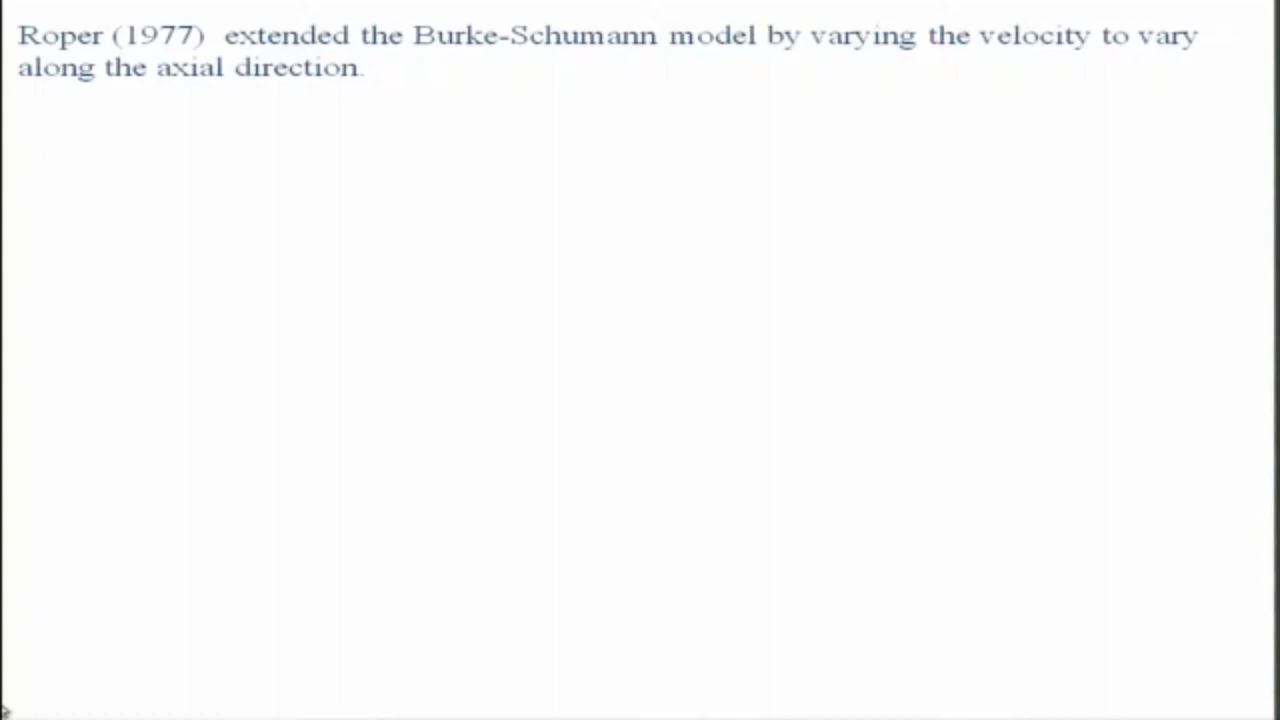 Roper (1977) extended the Burke-Schumann model by varying the velocity to vary
along the axial direction.